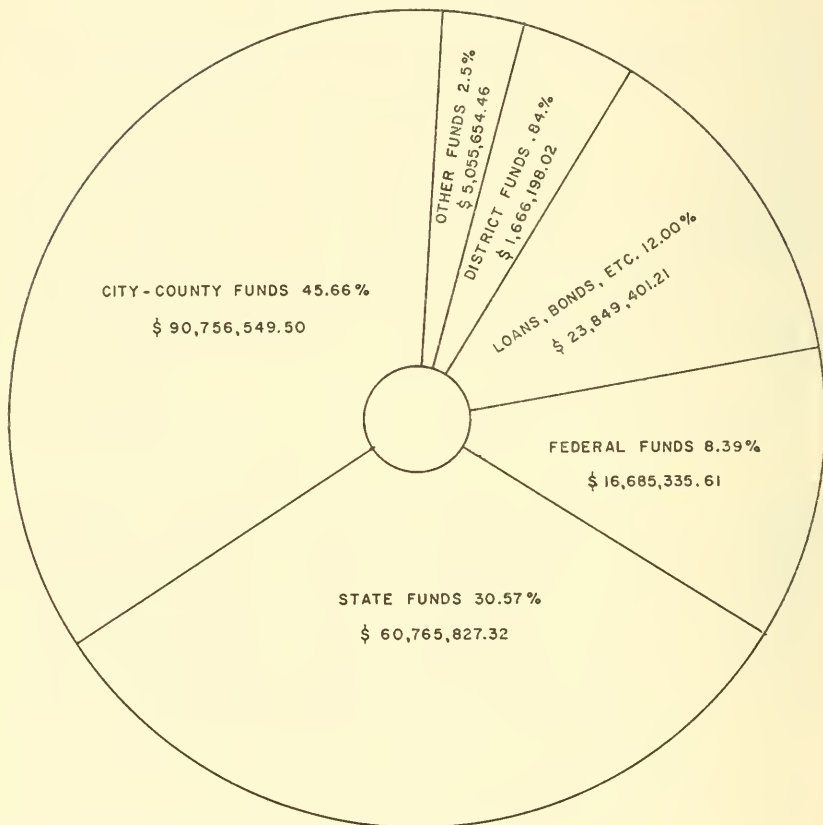 OTHER FUNDS 2.5%
$ 5,055,654.46
DISTRICT FUNDS .84.%
$ 1,666,198.02
LOANS, BONDS, ETC. 12.00%
$ 23,849,401.21
CITY-COUNTY FUNDS 45.66%
$ 90,756,549.50
FEDERAL FUNDS 8.39%
$ 16,685,335.61
STATE FUNDS 30.57%
$ 60,765,827.32